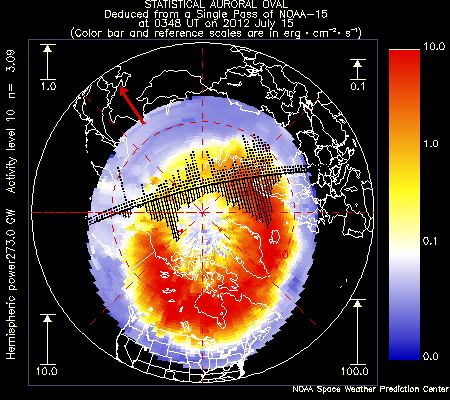 STATISTICAL AURORAL OVAL
Deduced from a Single Pass of NOAA-15
at 0348 UT on 2012 July 15
(Color bar and reference scales are in erg · cm⁻² · s⁻¹)
1.0
0.1
10.0
100.0
Hemispheric power273.0 GW Activity level 10 n= 3.09
10.0
1.0
0.1
0.0
NOAA Space Weather Prediction Center